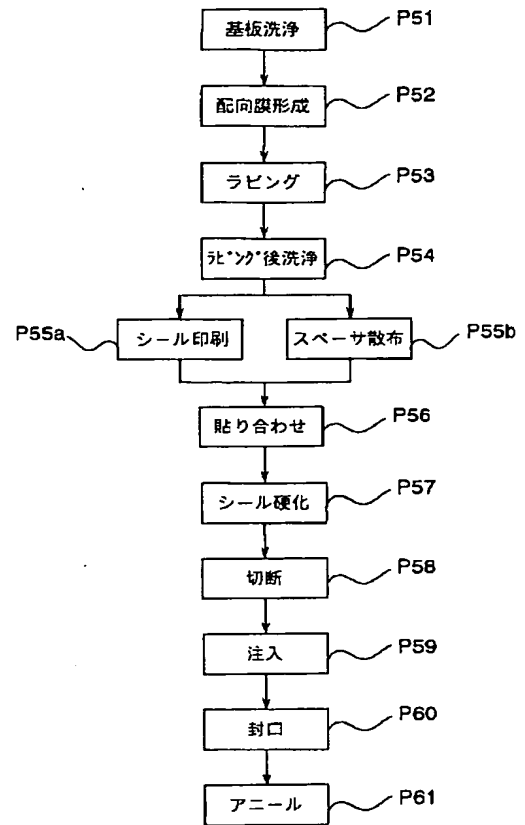 基板洗浄 P51
配向膜形成 P52
ラビング P53
ﾗﾋﾞﾝｸﾞ後洗浄 P54
P55a シール印刷 スペーサ散布 P55b
貼り合わせ P56
シール硬化 P57
切断 P58
注入 P59
封口 P60
アニール P61